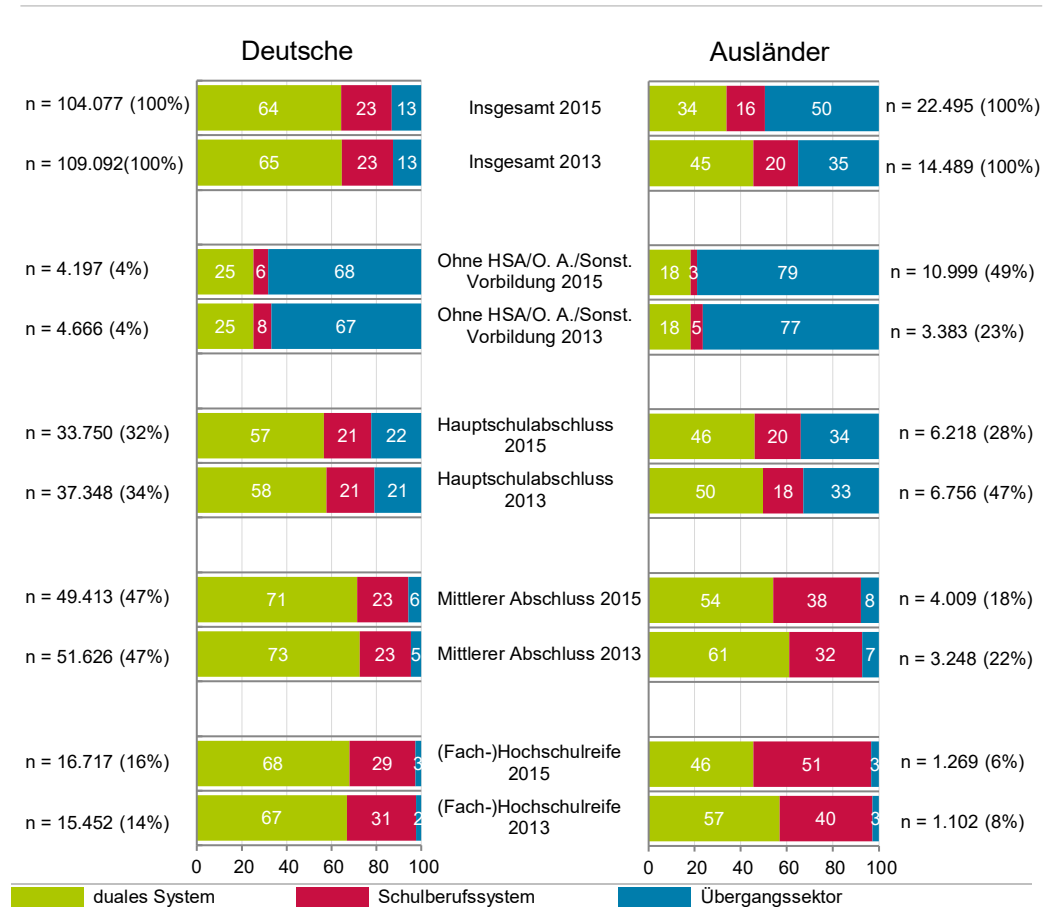 Deutsche Ausländer
n = 104.077 (100%) 64 23 13 Insgesamt 2015 34 16 50 n = 22.495 (100%)
n = 109.092(100%) 65 23 13 Insgesamt 2013 45 20 35 n = 14.489 (100%)
n = 4.197 (4%) 25 6 68 Ohne HSA/O. A./Sonst. Vorbildung 2015 18 3 79 n = 10.999 (49%)
n = 4.666 (4%) 25 8 67 Ohne HSA/O. A./Sonst. Vorbildung 2013 18 5 77 n = 3.383 (23%)
n = 33.750 (32%) 57 21 22 Hauptschulabschluss 2015 46 20 34 n = 6.218 (28%)
n = 37.348 (34%) 58 21 21 Hauptschulabschluss 2013 50 18 33 n = 6.756 (47%)
n = 49.413 (47%) 71 23 6 Mittlerer Abschluss 2015 54 38 8 n = 4.009 (18%)
n = 51.626 (47%) 73 23 5 Mittlerer Abschluss 2013 61 32 7 n = 3.248 (22%)
n = 16.717 (16%) 68 29 3 (Fach-)Hochschulreife 2015 46 51 3 n = 1.269 (6%)
n = 15.452 (14%) 67 31 2 (Fach-)Hochschulreife 2013 57 40 3 n = 1.102 (8%)
0 20 40 60 80 100 0 20 40 60 80 100
duales System Schulberufssystem Übergangssektor